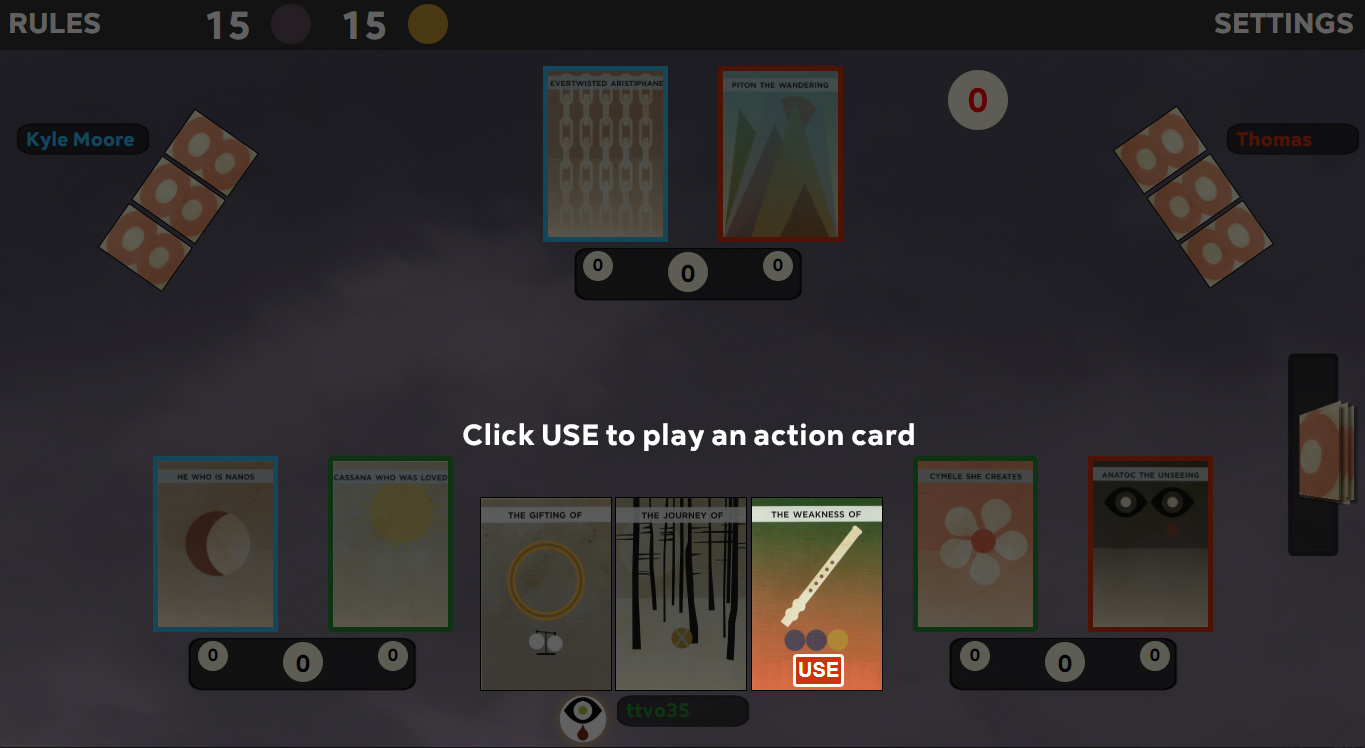 RULES
15
15
SETTINGS
EVERTWISTED ARISTIPHANE
PITON THE WANDERING
0
Kyle Moore
Thomas
0
0
0
Click USE to play an action card
HE WHO IS NANOS
CASSANA WHO WAS LOVED
THE GIFTING OF
THE JOURNEY OF
THE WEAKNESS OF
CYMELE SHE CREATES
ANATOC THE UNSEEING
USE
0
0
0
0
0
0
ttvo35